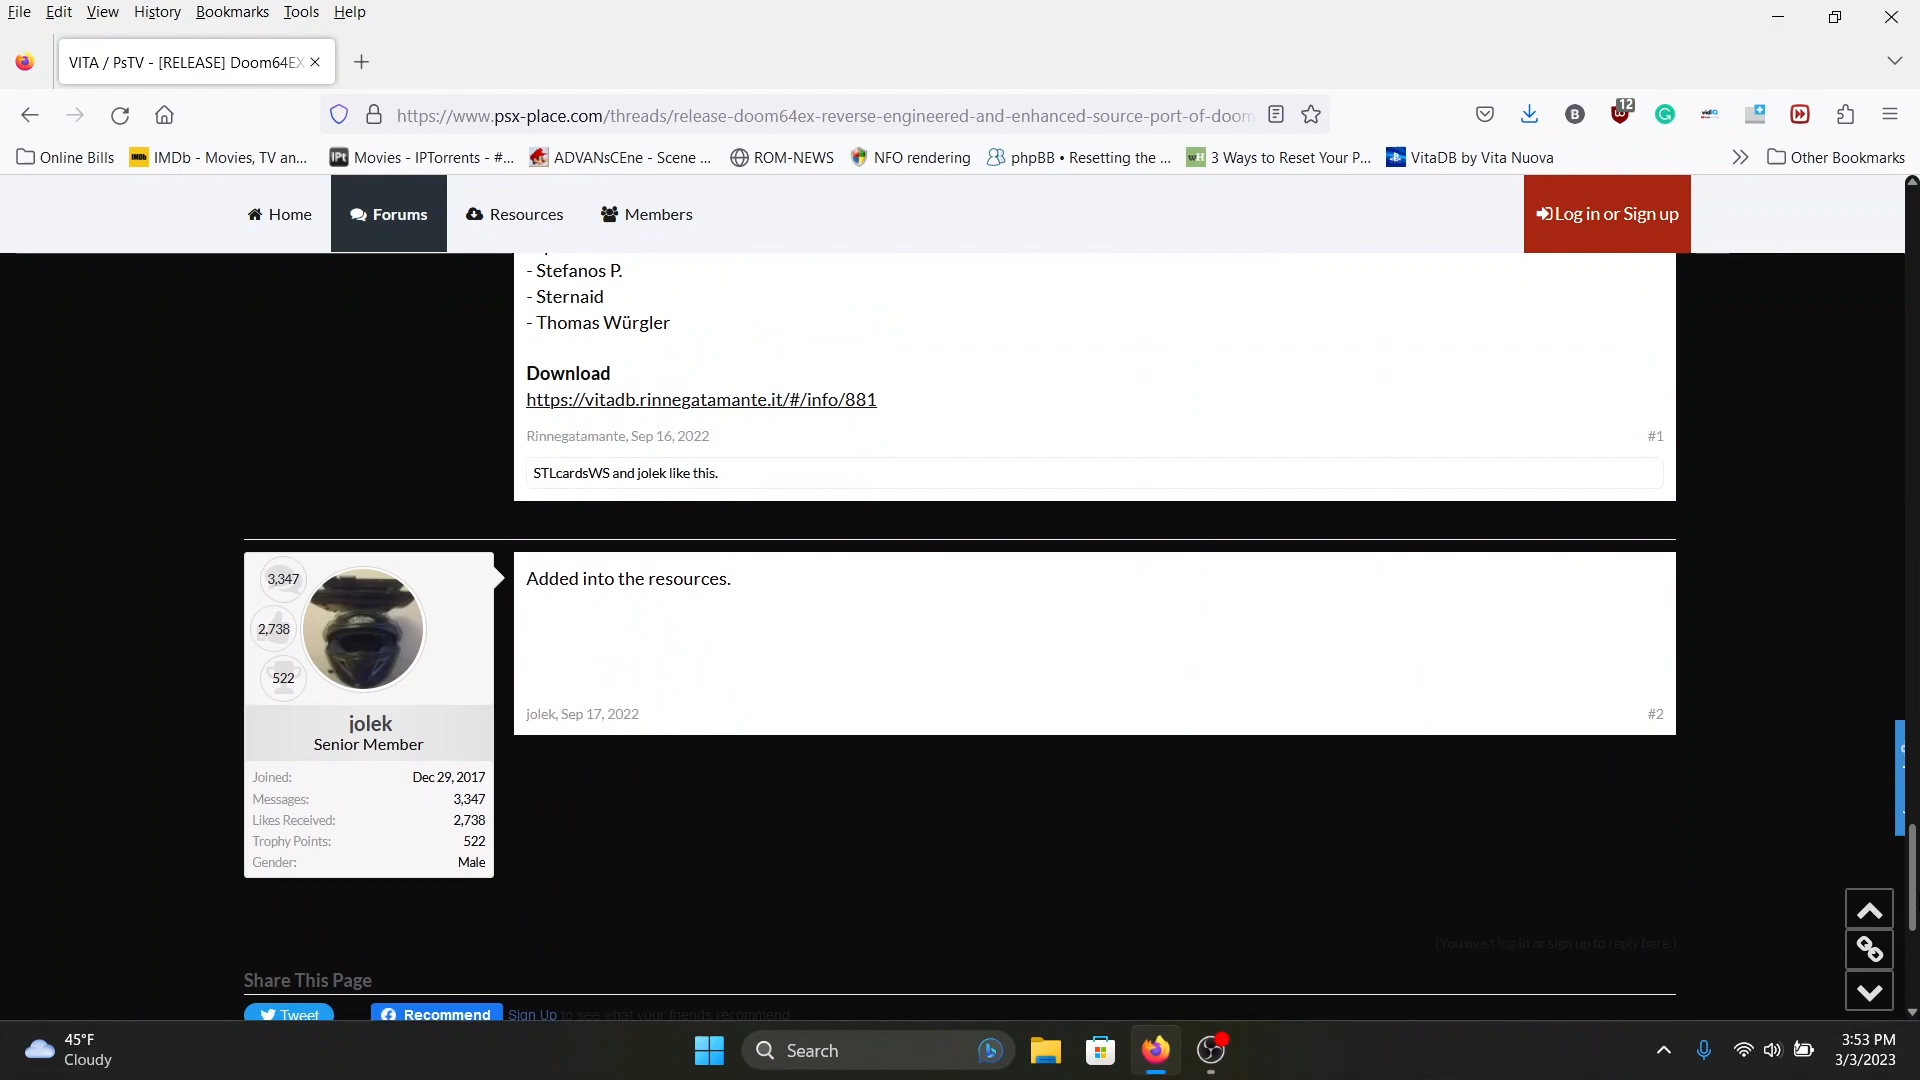 File Edit View History Bookmarks Tools Help
VITA / PsTV - [RELEASE] Doom64EX
https://www.psx-place.com/threads/release-doom64ex-reverse-engineered-and-enhanced-source-port-of-doom
12
Online Bills IMDb - Movies, TV an... Movies - IPTorrents - #... ADVANsCEne - Scene ... ROM-NEWS NFO rendering phpBB • Resetting the ... 3 Ways to Reset Your P... VitaDB by Vita Nuova Other Bookmarks
Home Forums Resources Members Log in or Sign up
- Stefanos P.
- Sternaid
- Thomas Würgler
Download
https://vitadb.rinnegatamante.it/#/info/881
Rinnegatamante, Sep 16, 2022 #1
STLcardsWS and jolek like this.
3,347
2,738
522
jolek
Senior Member
Joined: Dec 29, 2017
Messages: 3,347
Likes Received: 2,738
Trophy Points: 522
Gender: Male
Added into the resources.
jolek, Sep 17, 2022 #2
(You must log in or sign up to reply here.)
Share This Page
Tweet Recommend Sign Up to see what your friends recommend
45°F
Cloudy
Search
3:53 PM
3/3/2023